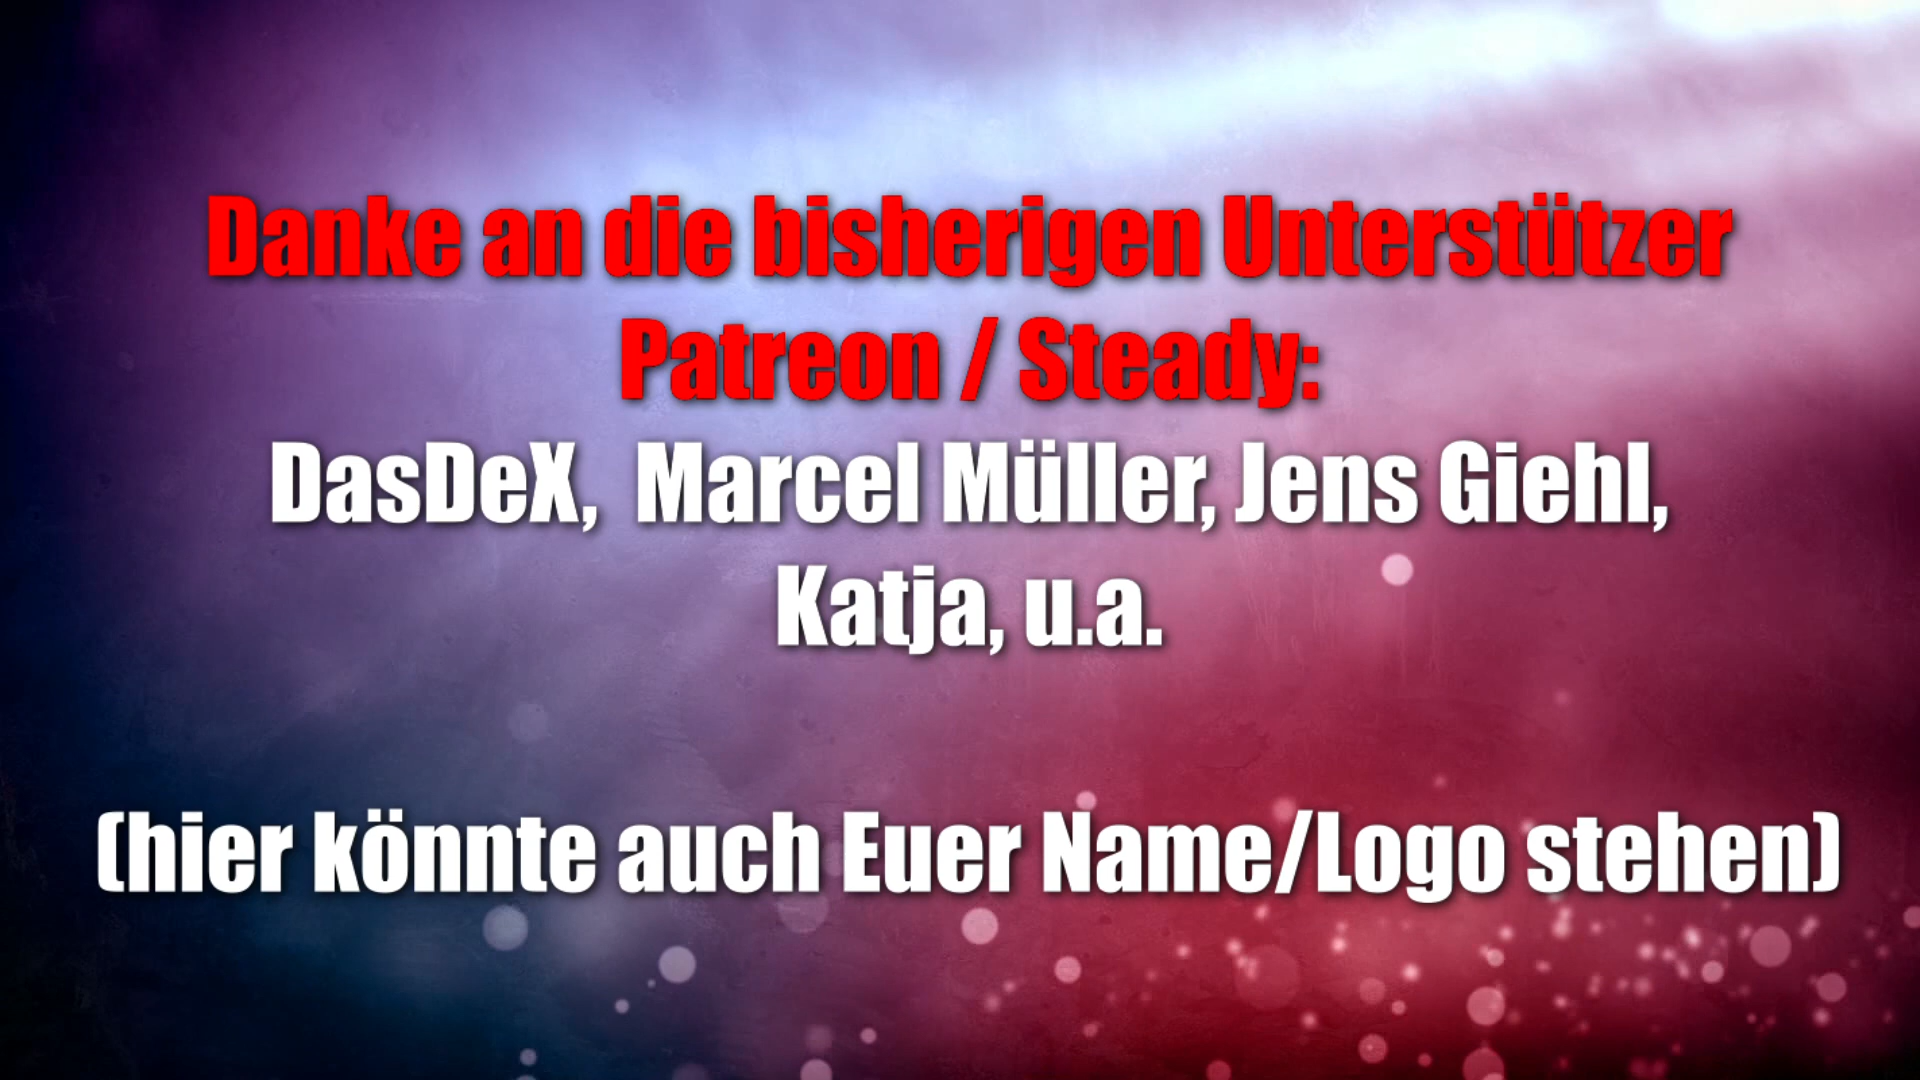 Danke an die bisherigen Unterstützer
Patreon / Steady:
DasDeX,  Marcel Müller, Jens Giehl,
Katja, u.a.
(hier könnte auch Euer Name/Logo stehen)